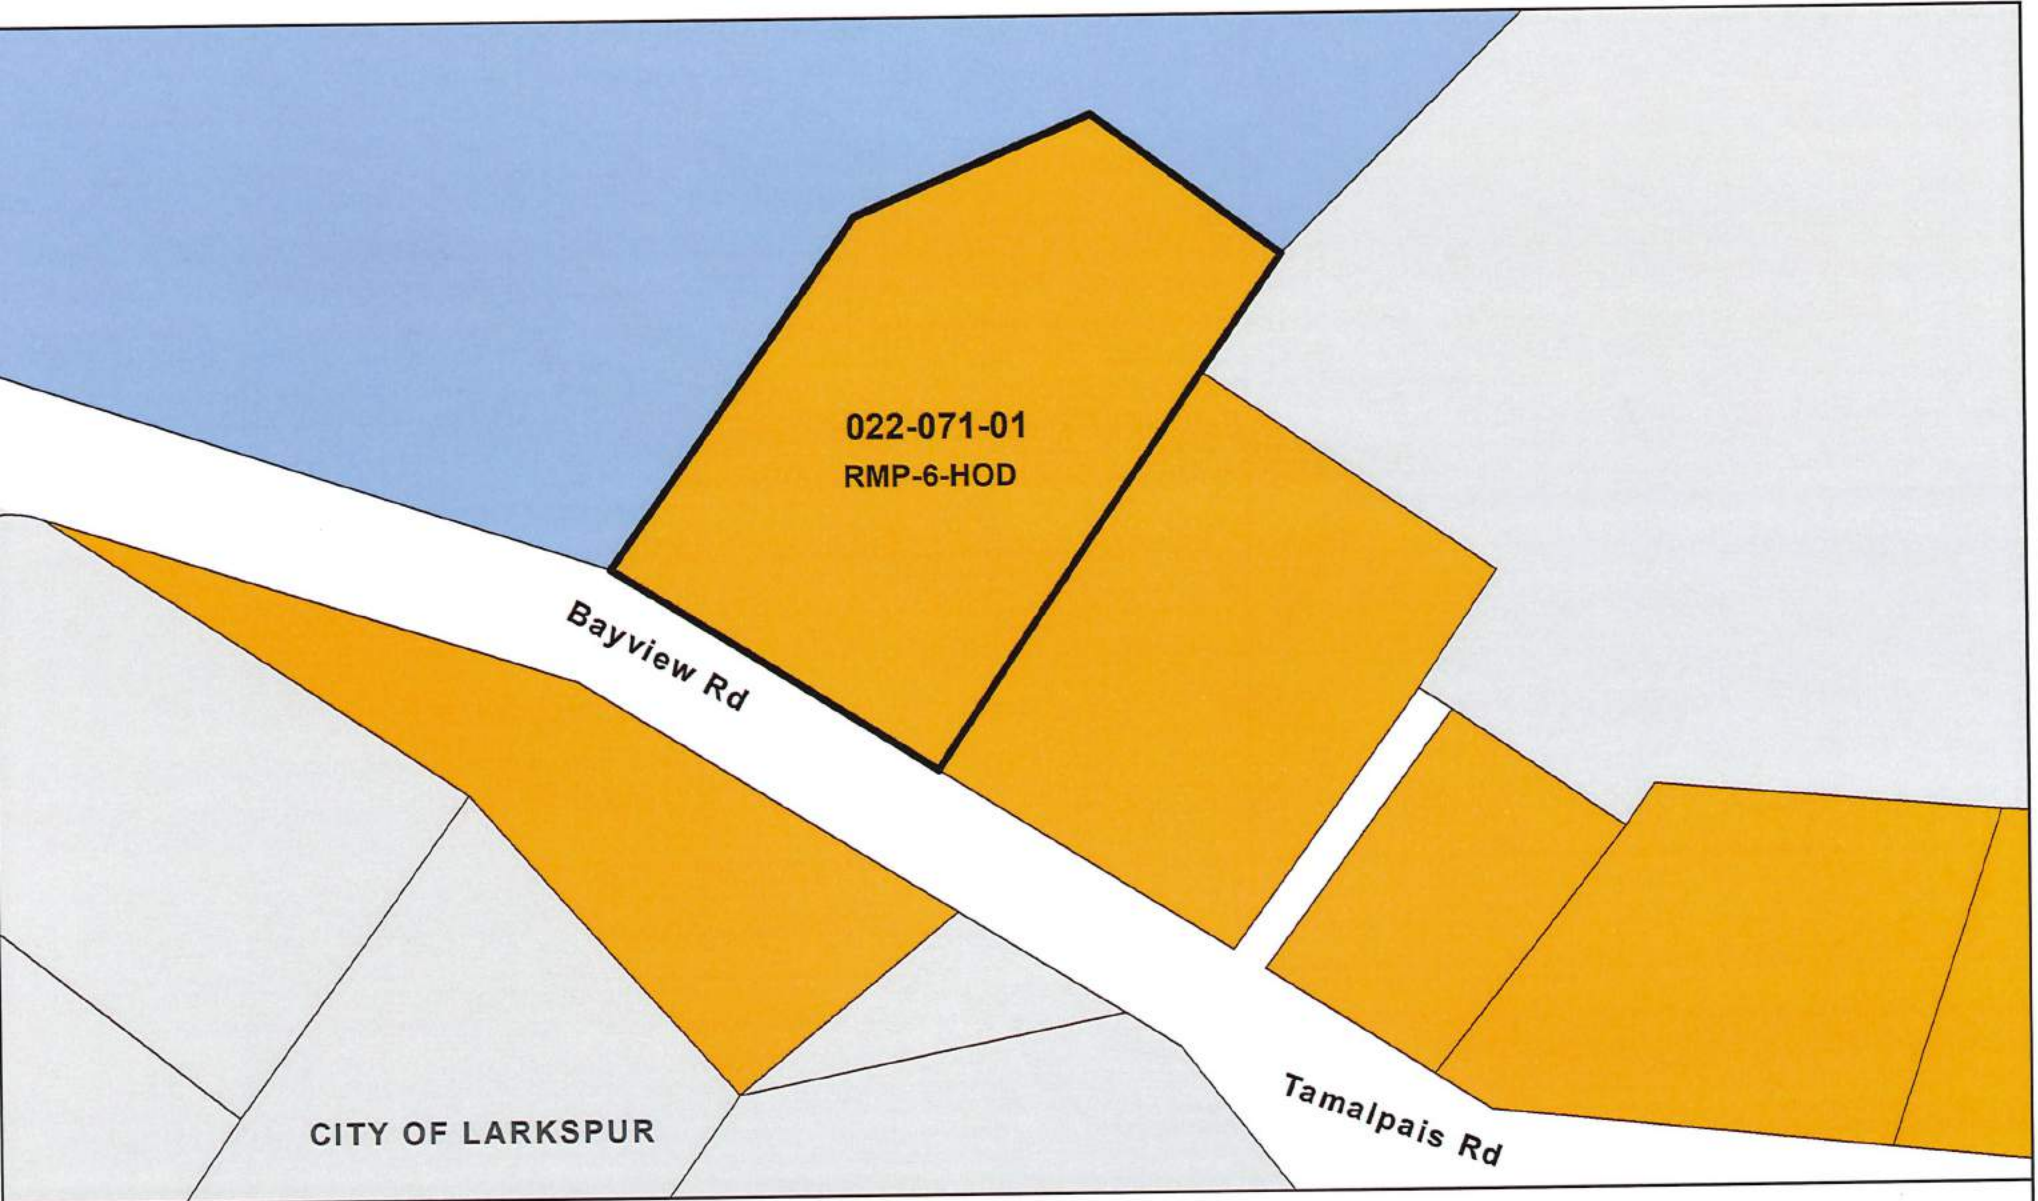 022-071-01
RMP-6-HOD
Bayview Rd
Tamalpais Rd
CITY OF LARKSPUR